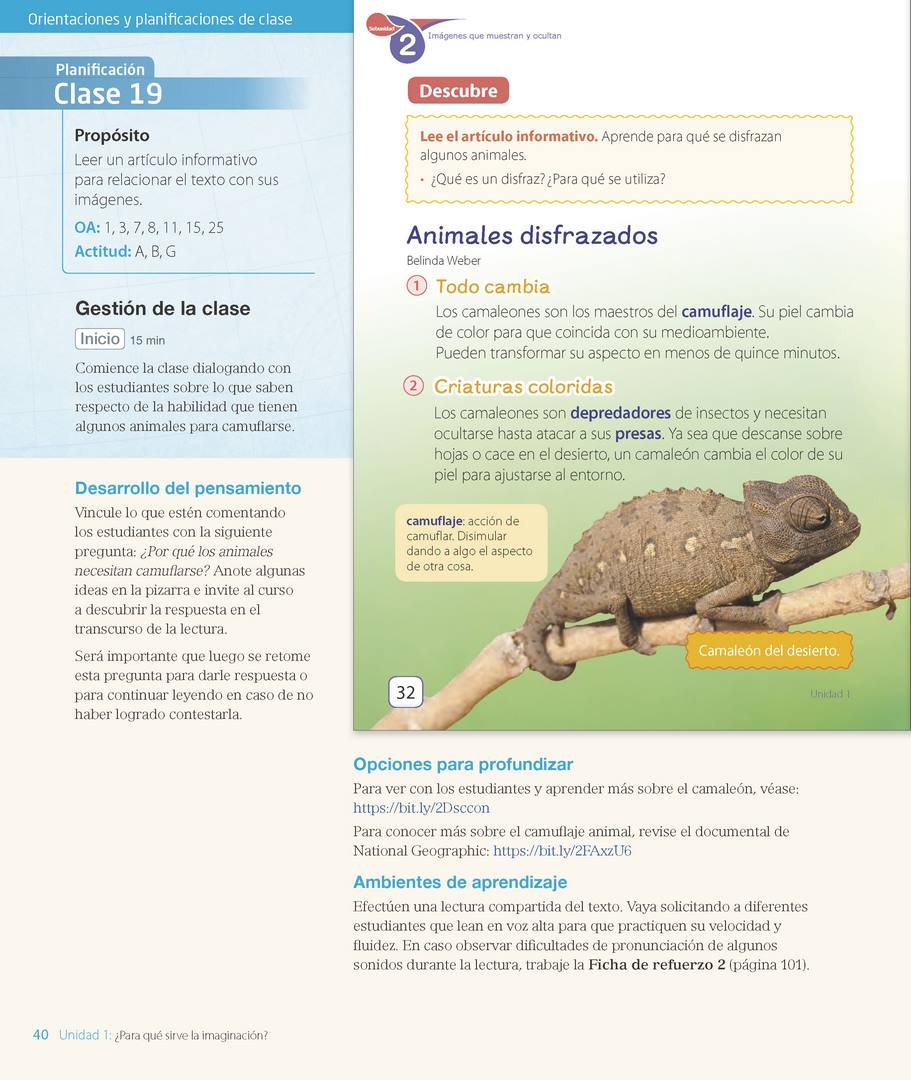 Orientaciones y planificaciones de clase
Planificación
Clase 19
Propósito
Leer un artículo informativo
para relacionar el texto con sus
imágenes.
OA: 1, 3, 7, 8, 11, 15, 25
Actitud: A, B, G
Gestión de la clase
Inicio 15 min
Comience la clase dialogando con
los estudiantes sobre lo que saben
respecto de la habilidad que tienen
algunos animales para camuflarse.
Desarrollo del pensamiento
Vincule lo que estén comentando
los estudiantes con la siguiente
pregunta: ¿Por qué los animales
necesitan camuflarse? Anote algunas
ideas en la pizarra e invite al curso
a descubrir la respuesta en el
transcurso de la lectura.
Será importante que luego se retome
esta pregunta para darle respuesta o
para continuar leyendo en caso de no
haber logrado contestarla.
Subunidad
2
Imágenes que muestran y ocultan
Descubre
Lee el artículo informativo. Aprende para qué se disfrazan
algunos animales.
• ¿Qué es un disfraz? ¿Para qué se utiliza?
Animales disfrazados
Belinda Weber
1 Todo cambia
Los camaleones son los maestros del camuflaje. Su piel cambia
de color para que coincida con su medioambiente.
Pueden transformar su aspecto en menos de quince minutos.
2 Criaturas coloridas
Los camaleones son depredadores de insectos y necesitan
ocultarse hasta atacar a sus presas. Ya sea que descanse sobre
hojas o cace en el desierto, un camaleón cambia el color de su
piel para ajustarse al entorno.
camuflaje: acción de
camuflar. Disimular
dando a algo el aspecto
de otra cosa.
Camaleón del desierto.
32
Unidad 1
Opciones para profundizar
Para ver con los estudiantes y aprender más sobre el camaleón, véase:
https://bit.ly/2Dsccon
Para conocer más sobre el camuflaje animal, revise el documental de
National Geographic: https://bit.ly/2FAxzU6
Ambientes de aprendizaje
Efectúen una lectura compartida del texto. Vaya solicitando a diferentes
estudiantes que lean en voz alta para que practiquen su velocidad y
fluidez. En caso observar dificultades de pronunciación de algunos
sonidos durante la lectura, trabaje la Ficha de refuerzo 2 (página 101).
40 Unidad 1: ¿Para qué sirve la imaginación?